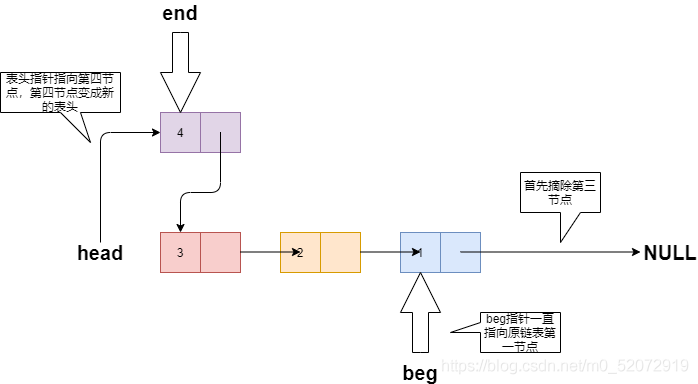 end
表头指针指向第四节
点，第四节点变成新
的表头
4
首先摘除第三
节点
head
3
2
1
NULL
beg指针一直
指向原链表第
一节点
beg
https://blog.csdn.net/m0_52072919